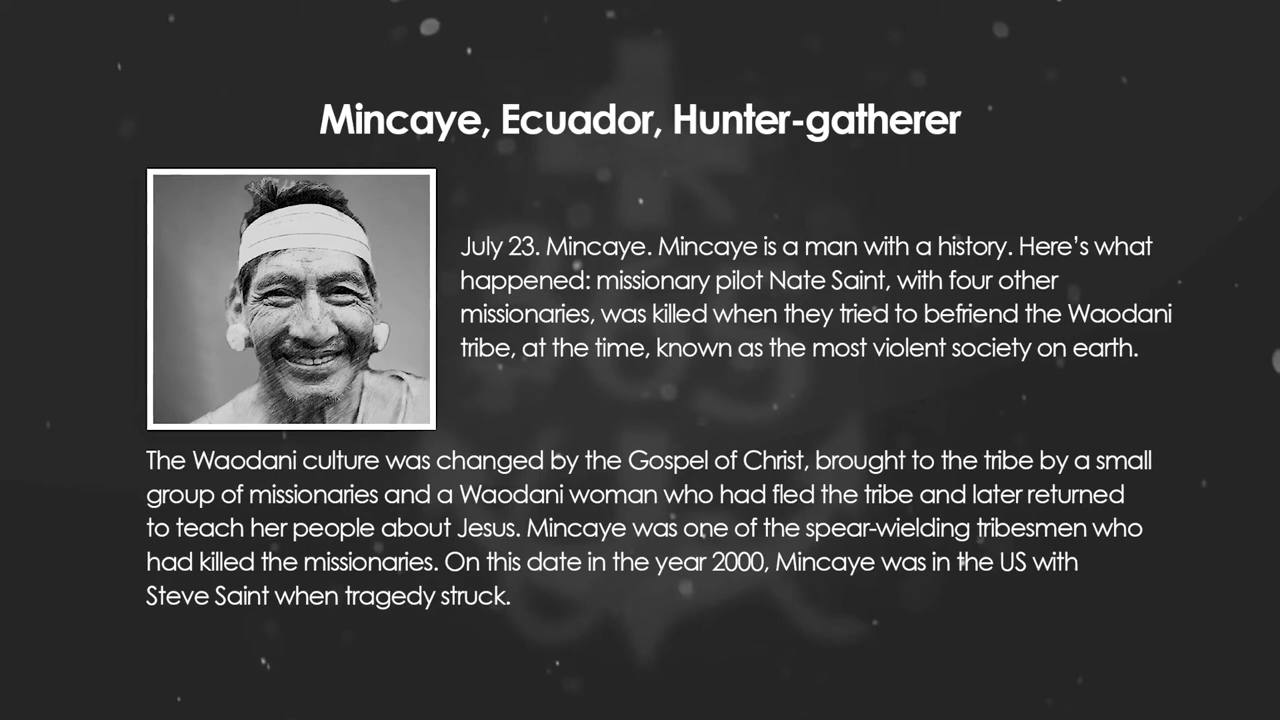 Mincaye, Ecuador, Hunter-gatherer
July 23. Mincaye. Mincaye is a man with a history. Here’s what
happened: missionary pilot Nate Saint, with four other
missionaries, was killed when they tried to befriend the Waodani
tribe, at the time, known as the most violent society on earth.
The Waodani culture was changed by the Gospel of Christ, brought to the tribe by a small
group of missionaries and a Waodani woman who had fled the tribe and later returned
to teach her people about Jesus. Mincaye was one of the spear-wielding tribesmen who
had killed the missionaries. On this date in the year 2000, Mincaye was in the US with
Steve Saint when tragedy struck.